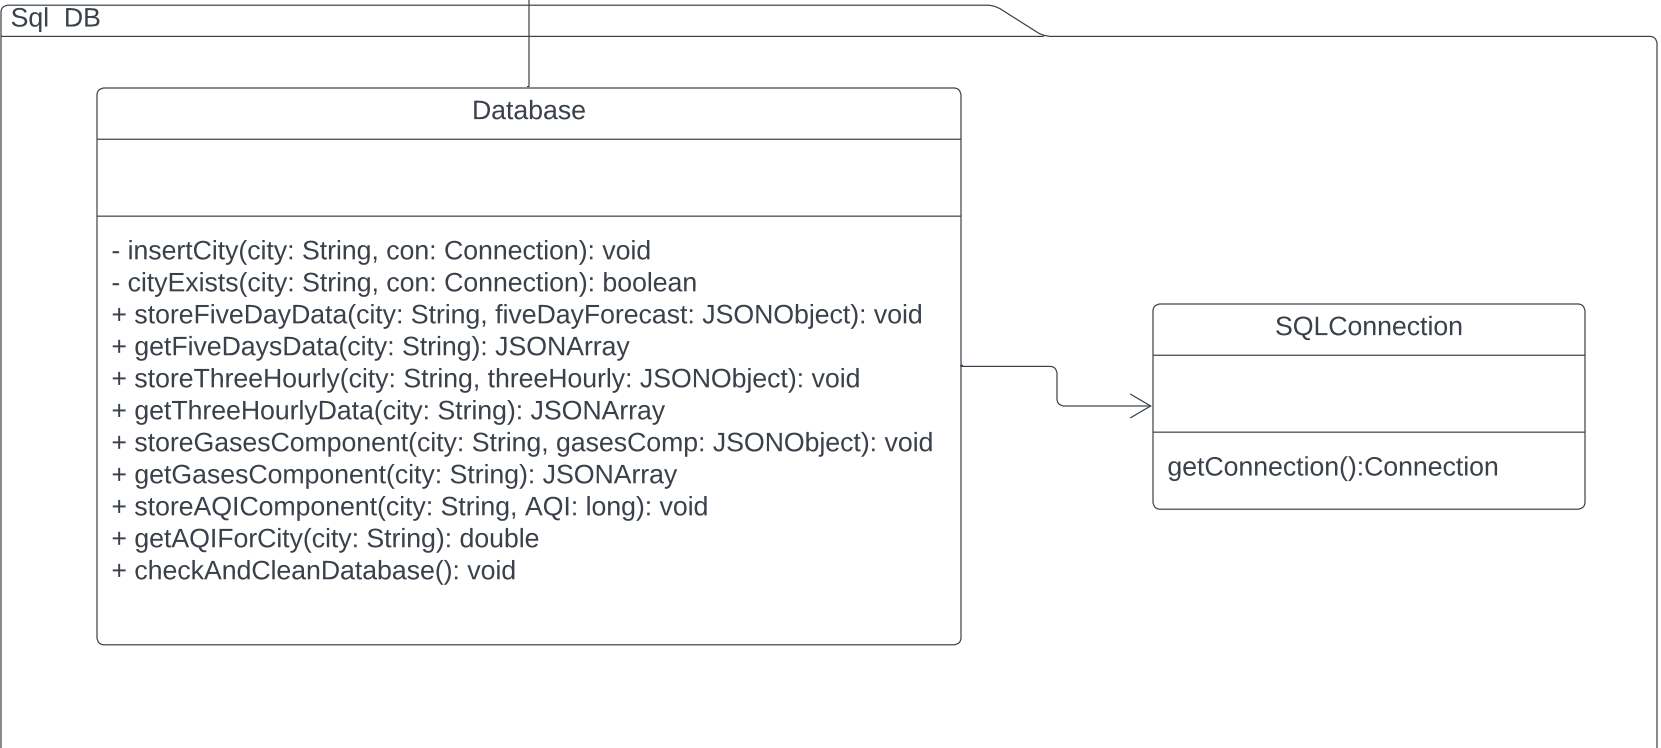 Sql  DB
Database
- insertCity(city: String, con: Connection): void
- cityExists(city: String, con: Connection): boolean
+ storeFiveDayData(city: String, fiveDayForecast: JSONObject): void
+ getFiveDaysData(city: String): JSONArray
+ storeThreeHourly(city: String, threeHourly: JSONObject): void
+ getThreeHourlyData(city: String): JSONArray
+ storeGasesComponent(city: String, gasesComp: JSONObject): void
+ getGasesComponent(city: String): JSONArray
+ storeAQIComponent(city: String, AQI: long): void
+ getAQIForCity(city: String): double
+ checkAndCleanDatabase(): void
SQLConnection
getConnection():Connection